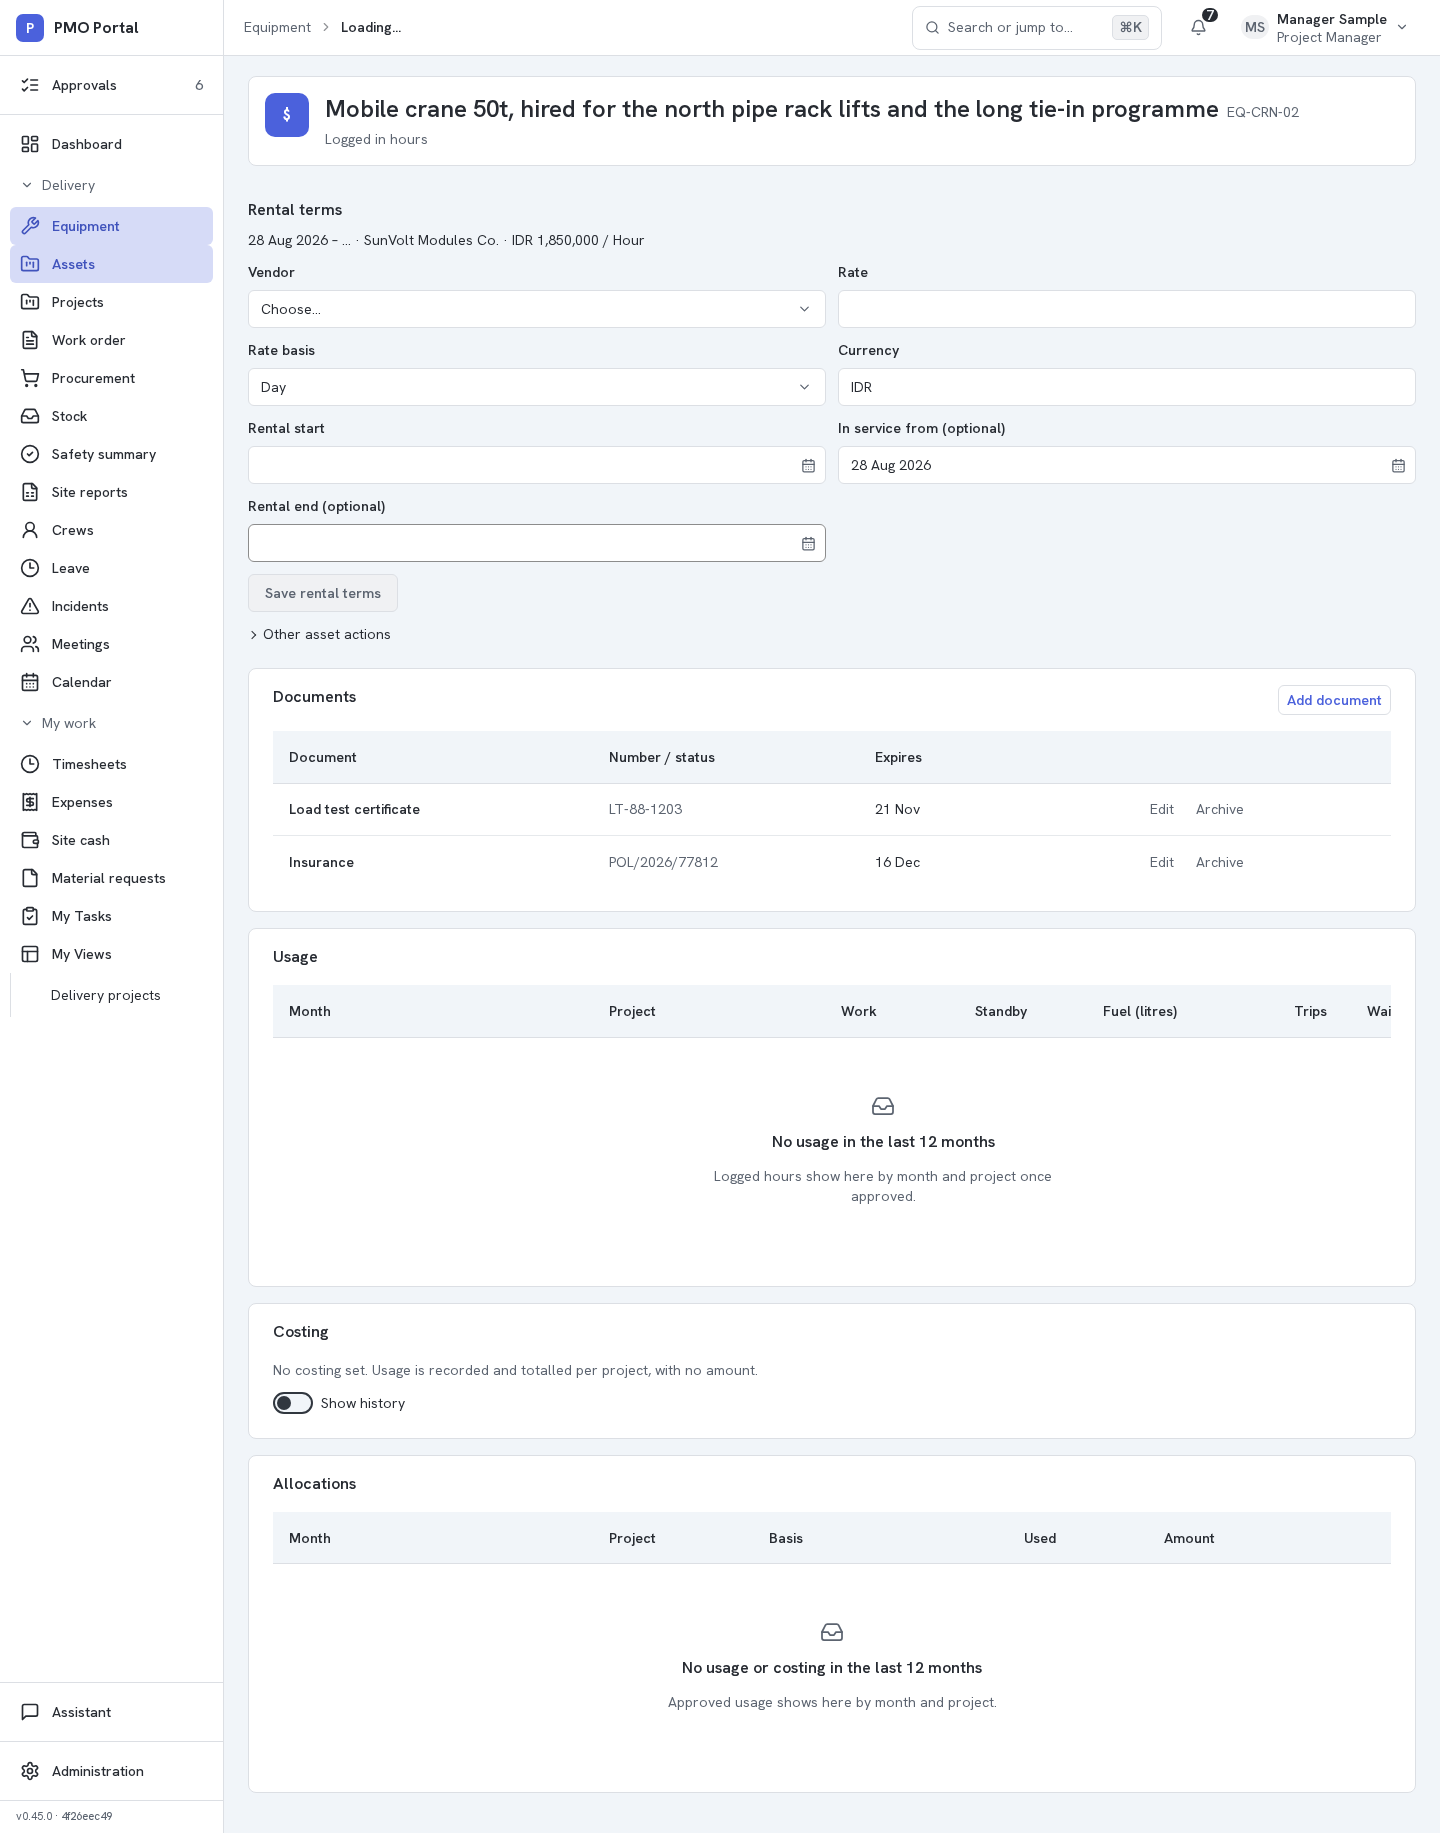 P PMO Portal
Equipment > Loading...
Search or jump to... ⌘K
7
MS Manager Sample
Project Manager
Approvals 6
Dashboard
Delivery
Equipment
Assets
Projects
Work order
Procurement
Stock
Safety summary
Site reports
Crews
Leave
Incidents
Meetings
Calendar
My work
Timesheets
Expenses
Site cash
Material requests
My Tasks
My Views
Delivery projects
Assistant
Administration
v0.45.0 · 4f26eec49
$ Mobile crane 50t, hired for the north pipe rack lifts and the long tie-in programme EQ-CRN-02
Logged in hours
Rental terms
28 Aug 2026 – ... · SunVolt Modules Co. · IDR 1,850,000 / Hour
Vendor Rate
Choose...
Rate basis Currency
Day IDR
Rental start In service from (optional)
28 Aug 2026
Rental end (optional)
Save rental terms
Other asset actions
Documents Add document
Document Number / status Expires
Load test certificate LT-88-1203 21 Nov Edit Archive
Insurance POL/2026/77812 16 Dec Edit Archive
Usage
Month Project Work Standby Fuel (litres) Trips Wai
No usage in the last 12 months
Logged hours show here by month and project once
approved.
Costing
No costing set. Usage is recorded and totalled per project, with no amount.
Show history
Allocations
Month Project Basis Used Amount
No usage or costing in the last 12 months
Approved usage shows here by month and project.